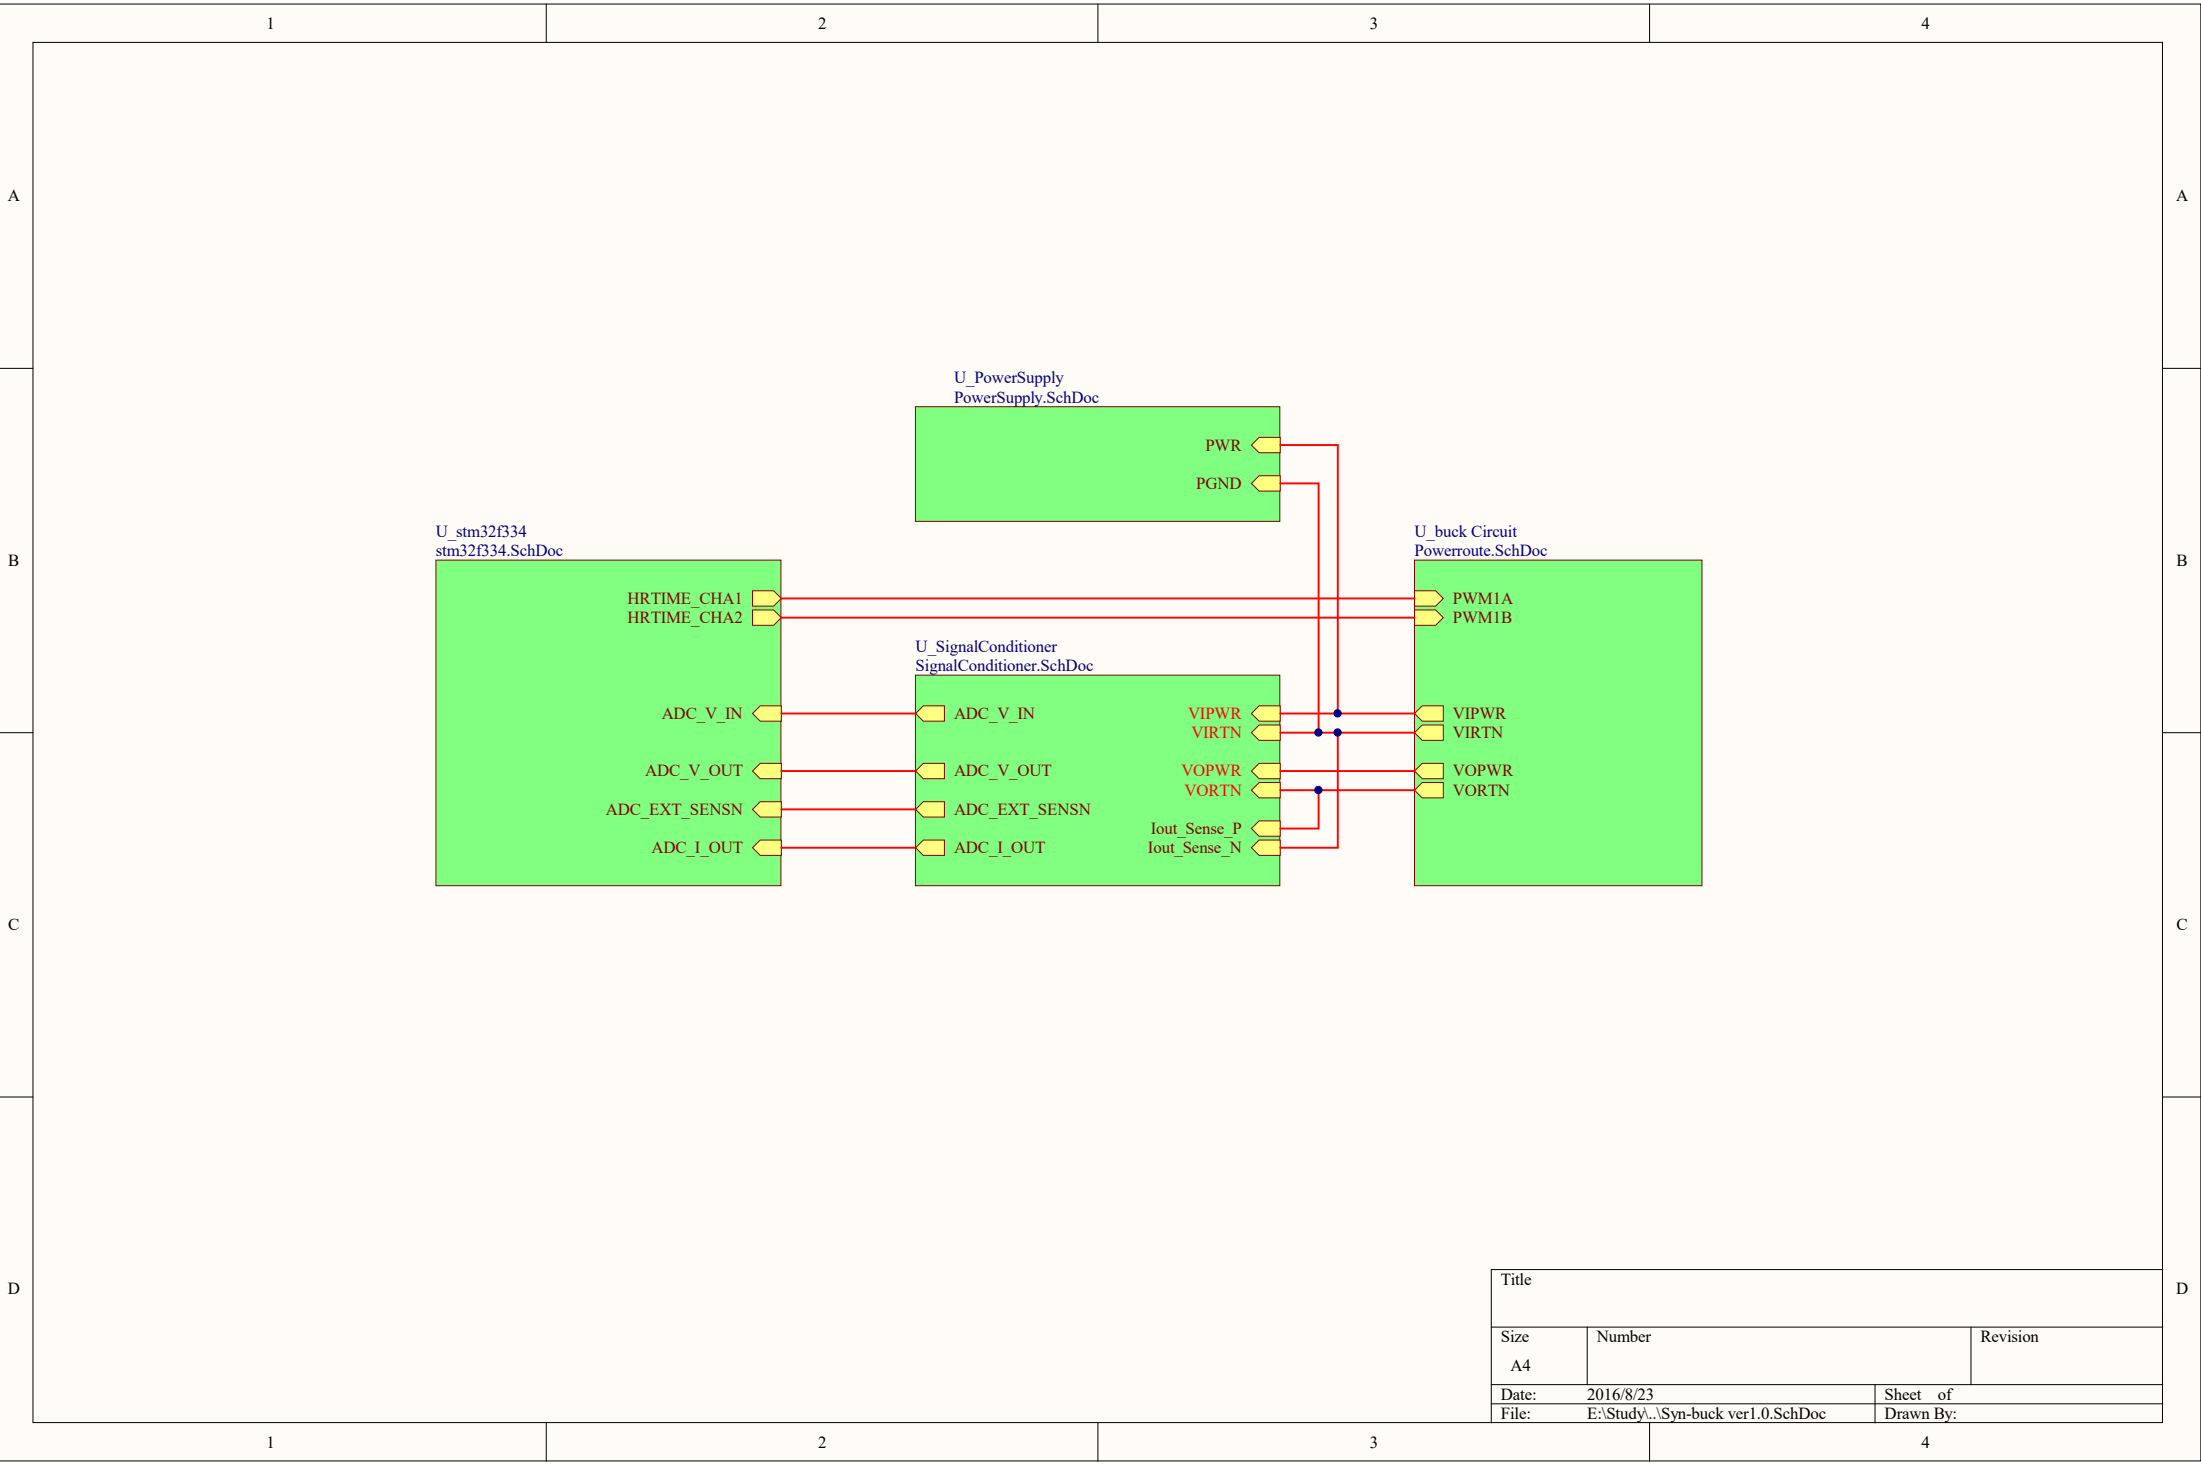 1 2 3 4
A A
U_PowerSupply
PowerSupply.SchDoc
PWR
PGND
U_stm32f334
stm32f334.SchDoc
U_buck Circuit
Powerroute.SchDoc
B B
HRTIME_CHA1 PWM1A
HRTIME_CHA2 PWM1B
U_SignalConditioner
SignalConditioner.SchDoc
ADC_V_IN ADC_V_IN VIPWR VIPWR
VIRTN VIRTN
ADC_V_OUT ADC_V_OUT VOPWR VOPWR
VORTN VORTN
ADC_EXT_SENSN ADC_EXT_SENSN
Iout_Sense_P
ADC_I_OUT ADC_I_OUT Iout_Sense_N
C C
D D
Title
Size Number Revision
A4
Date: 2016/8/23 Sheet of
File: E:\Study\..\Syn-buck ver1.0.SchDoc Drawn By:
1 2 3 4